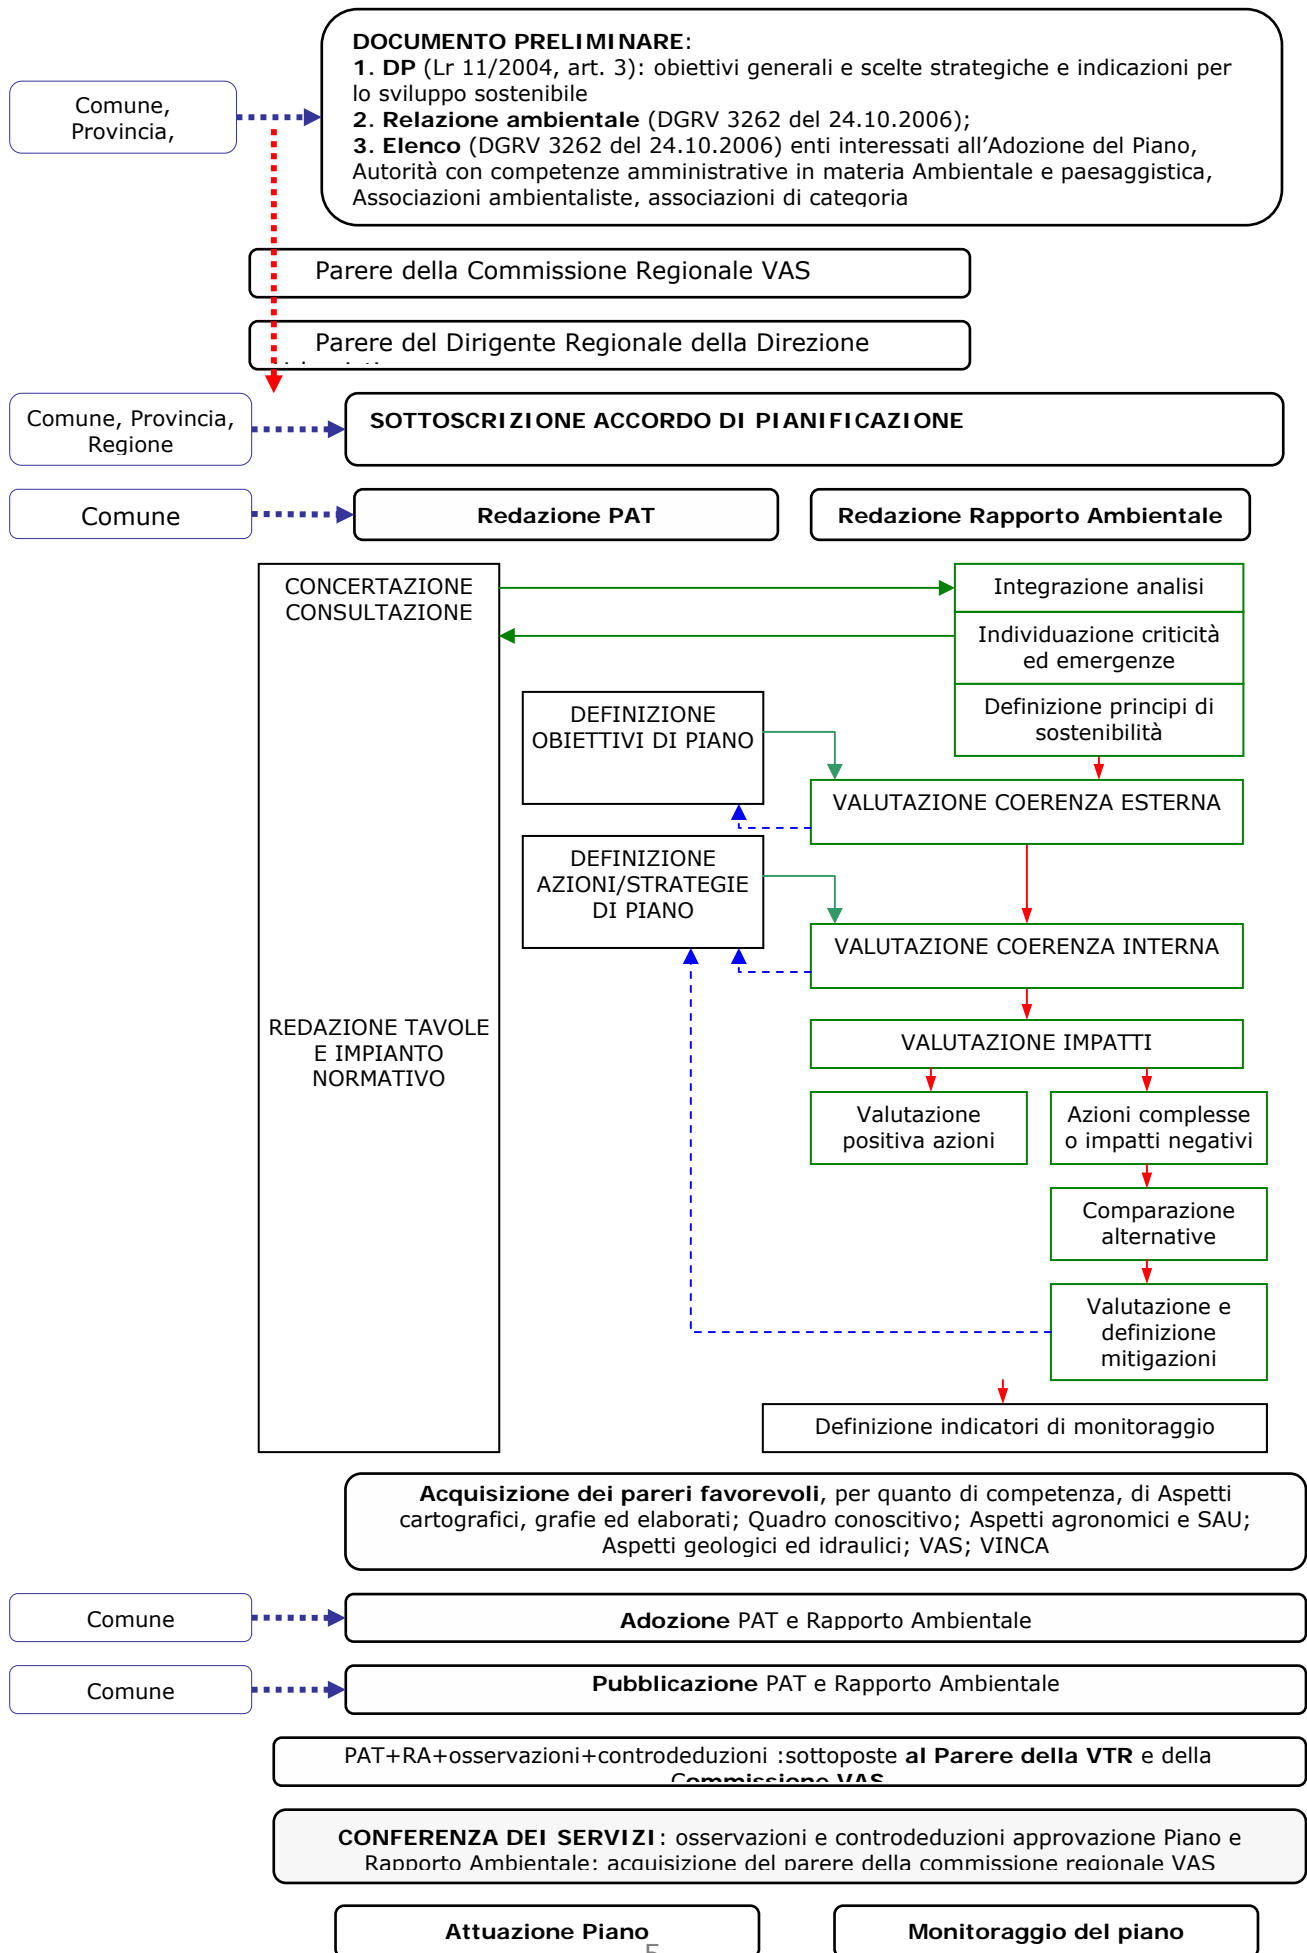 DOCUMENTO PRELIMINARE:
1. DP (Lr 11/2004, art. 3): obiettivi generali e scelte strategiche e indicazioni per
lo sviluppo sostenibile
2. Relazione ambientale (DGRV 3262 del 24.10.2006);
3. Elenco (DGRV 3262 del 24.10.2006) enti interessati all'Adozione del Piano,
Autorità con competenze amministrative in materia Ambientale e paesaggistica,
Associazioni ambientaliste, associazioni di categoria
Comune,
Provincia,
Parere della Commissione Regionale VAS
Parere del Dirigente Regionale della Direzione
Comune, Provincia,
Regione
SOTTOSCRIZIONE ACCORDO DI PIANIFICAZIONE
Comune
Redazione PAT
Redazione Rapporto Ambientale
CONCERTAZIONE
CONSULTAZIONE
Integrazione analisi
Individuazione criticità
ed emergenze
Definizione principi di
sostenibilità
DEFINIZIONE
OBIETTIVI DI PIANO
VALUTAZIONE COERENZA ESTERNA
DEFINIZIONE
AZIONI/STRATEGIE
DI PIANO
VALUTAZIONE COERENZA INTERNA
REDAZIONE TAVOLE
E IMPIANTO
NORMATIVO
VALUTAZIONE IMPATTI
Valutazione
positiva azioni
Azioni complesse
o impatti negativi
Comparazione
alternative
Valutazione e
definizione
mitigazioni
Definizione indicatori di monitoraggio
Acquisizione dei pareri favorevoli, per quanto di competenza, di Aspetti
cartografici, grafie ed elaborati; Quadro conoscitivo; Aspetti agronomici e SAU;
Aspetti geologici ed idraulici; VAS; VINCA
Comune
Adozione PAT e Rapporto Ambientale
Comune
Pubblicazione PAT e Rapporto Ambientale
PAT+RA+osservazioni+controdeduzioni :sottoposte al Parere della VTR e della
Commissione VAS
CONFERENZA DEI SERVIZI: osservazioni e controdeduzioni approvazione Piano e
Rapporto Ambientale; acquisizione del parere della commissione regionale VAS
Attuazione Piano
Monitoraggio del piano